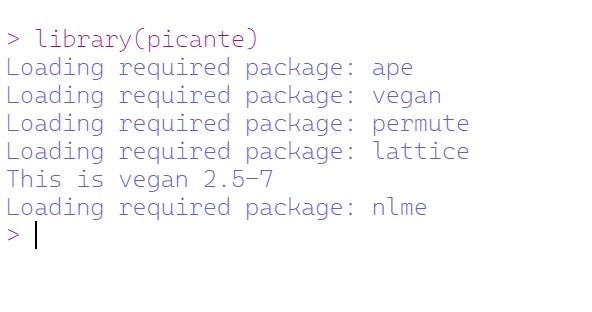 > library(picante)
Loading required package: ape
Loading required package: vegan
Loading required package: permute
Loading required package: lattice
This is vegan 2.5-7
Loading required package: nlme
>